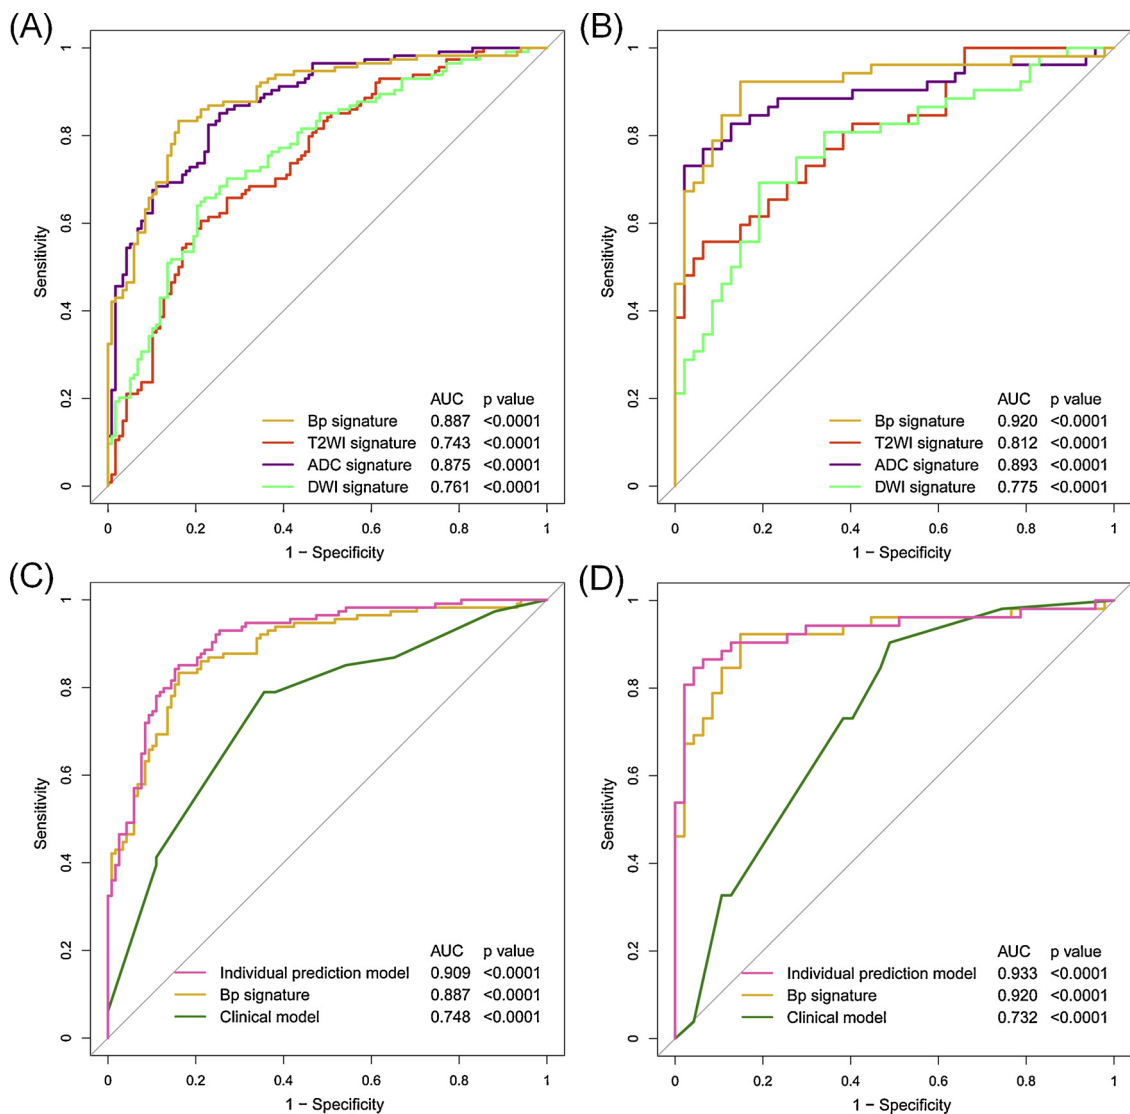 (A)
Sensitivity
1
0.8
0.6
0.4
0.2
0
AUC p value
Bp signature 0.887 <0.0001
T2WI signature 0.743 <0.0001
ADC signature 0.875 <0.0001
DWI signature 0.761 <0.0001
0 0.2 0.4 0.6 0.8 1
1 − Specificity
(B)
Sensitivity
1
0.8
0.6
0.4
0.2
0
AUC p value
Bp signature 0.920 <0.0001
T2WI signature 0.812 <0.0001
ADC signature 0.893 <0.0001
DWI signature 0.775 <0.0001
0 0.2 0.4 0.6 0.8 1
1 − Specificity
(C)
Sensitivity
1
0.8
0.6
0.4
0.2
0
AUC p value
Individual prediction model 0.909 <0.0001
Bp signature 0.887 <0.0001
Clinical model 0.748 <0.0001
0 0.2 0.4 0.6 0.8 1
1 − Specificity
(D)
Sensitivity
1
0.8
0.6
0.4
0.2
0
AUC p value
Individual prediction model 0.933 <0.0001
Bp signature 0.920 <0.0001
Clinical model 0.732 <0.0001
0 0.2 0.4 0.6 0.8 1
1 − Specificity